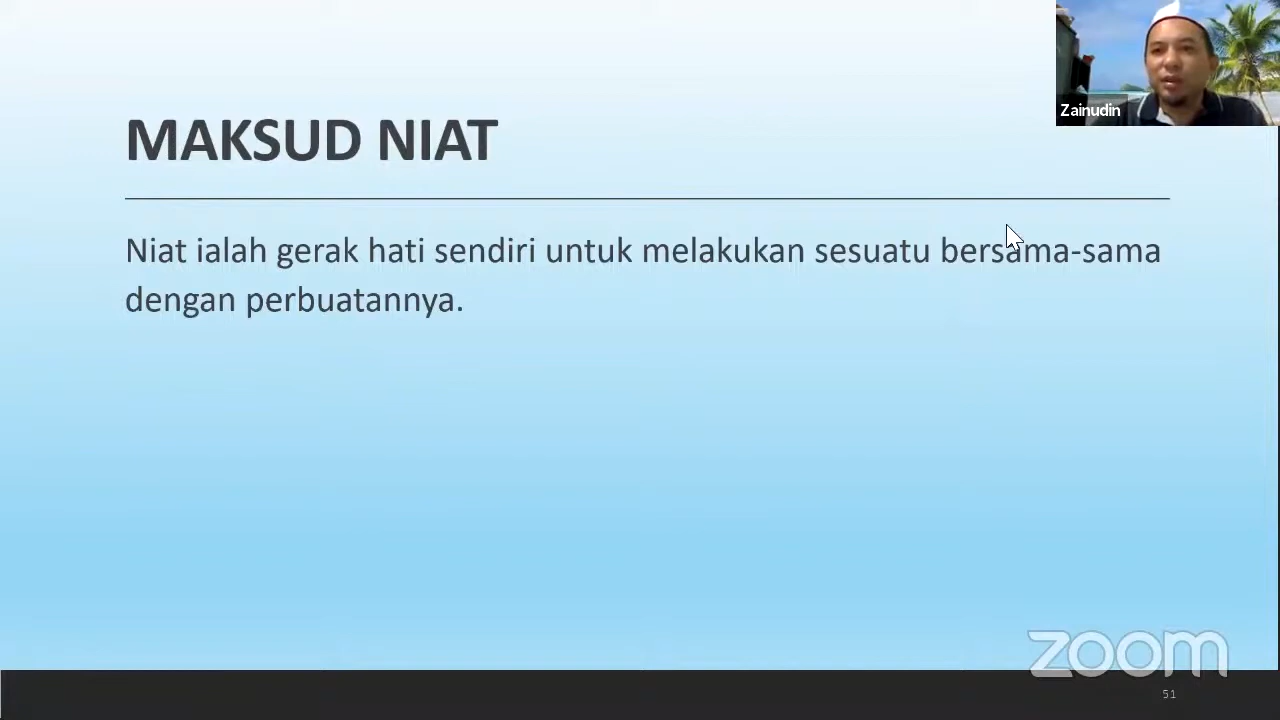 Zainudin
MAKSUD NIAT
Niat ialah gerak hati sendiri untuk melakukan sesuatu bersama-sama
dengan perbuatannya.
zoom
51